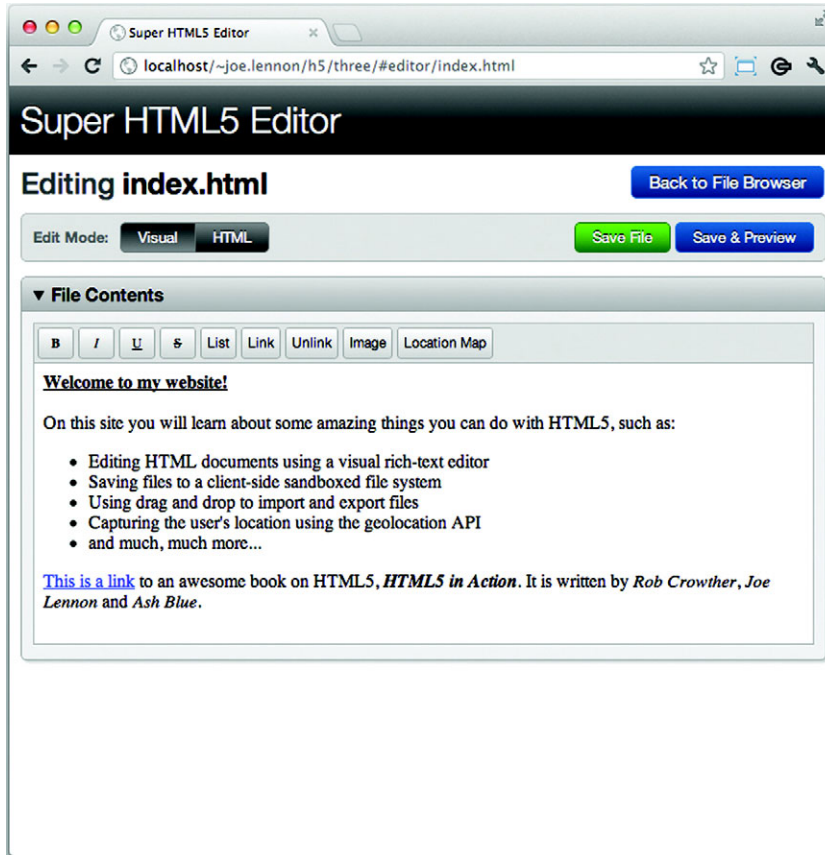 Super HTML5 Editor
localhost/~joe.lennon/h5/three/#editor/index.html
Super HTML5 Editor
Editing index.html
Back to File Browser
Edit Mode: Visual HTML
Save File Save & Preview
▼ File Contents
B I U S List Link Unlink Image Location Map
Welcome to my website!
On this site you will learn about some amazing things you can do with HTML5, such as:
• Editing HTML documents using a visual rich-text editor
• Saving files to a client-side sandboxed file system
• Using drag and drop to import and export files
• Capturing the user's location using the geolocation API
• and much, much more...
This is a link to an awesome book on HTML5, HTML5 in Action. It is written by Rob Crowther, Joe
Lennon and Ash Blue.